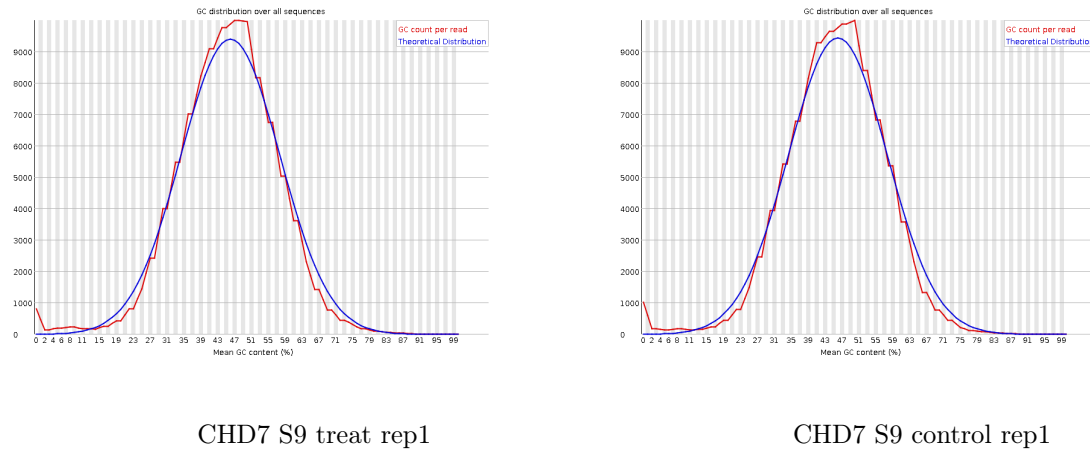 GC distribution over all sequences
GC count per read
Theoretical Distribution
9000
8000
7000
6000
5000
4000
3000
2000
1000
0
0 2 4 6 8 11 15 19 23 27 31 35 39 43 47 51 55 59 63 67 71 75 79 83 87 91 95 99
Mean GC content (%)
CHD7 S9 treat rep1
GC distribution over all sequences
GC count per read
Theoretical Distributio
9000
8000
7000
6000
5000
4000
3000
2000
1000
0
0 2 4 6 8 11 15 19 23 27 31 35 39 43 47 51 55 59 63 67 71 75 79 83 87 91 95 99
Mean GC content (%)
CHD7 S9 control rep1